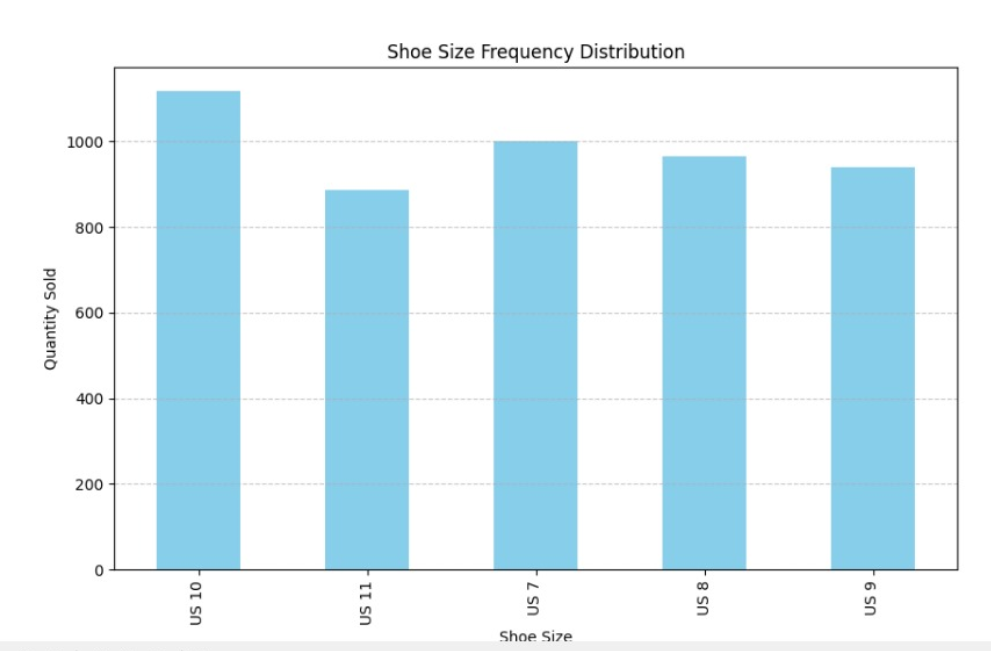 Shoe Size Frequency Distribution
Quantity Sold
1000
800
600
400
200
0
US 10
US 11
US 7
US 8
US 9
Shoe Size